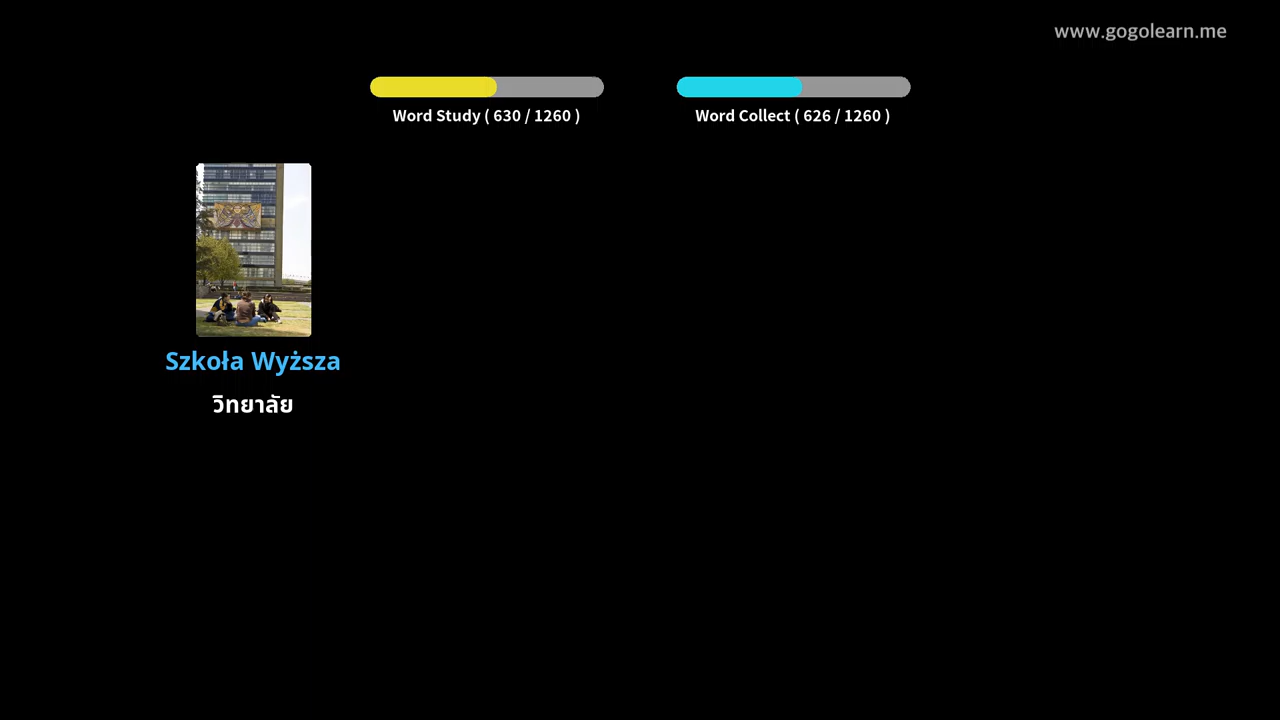 www.gogolearn.me
Word Study ( 630 / 1260 )
Word Collect ( 626 / 1260 )
Szkoła Wyższa
วิทยาลัย